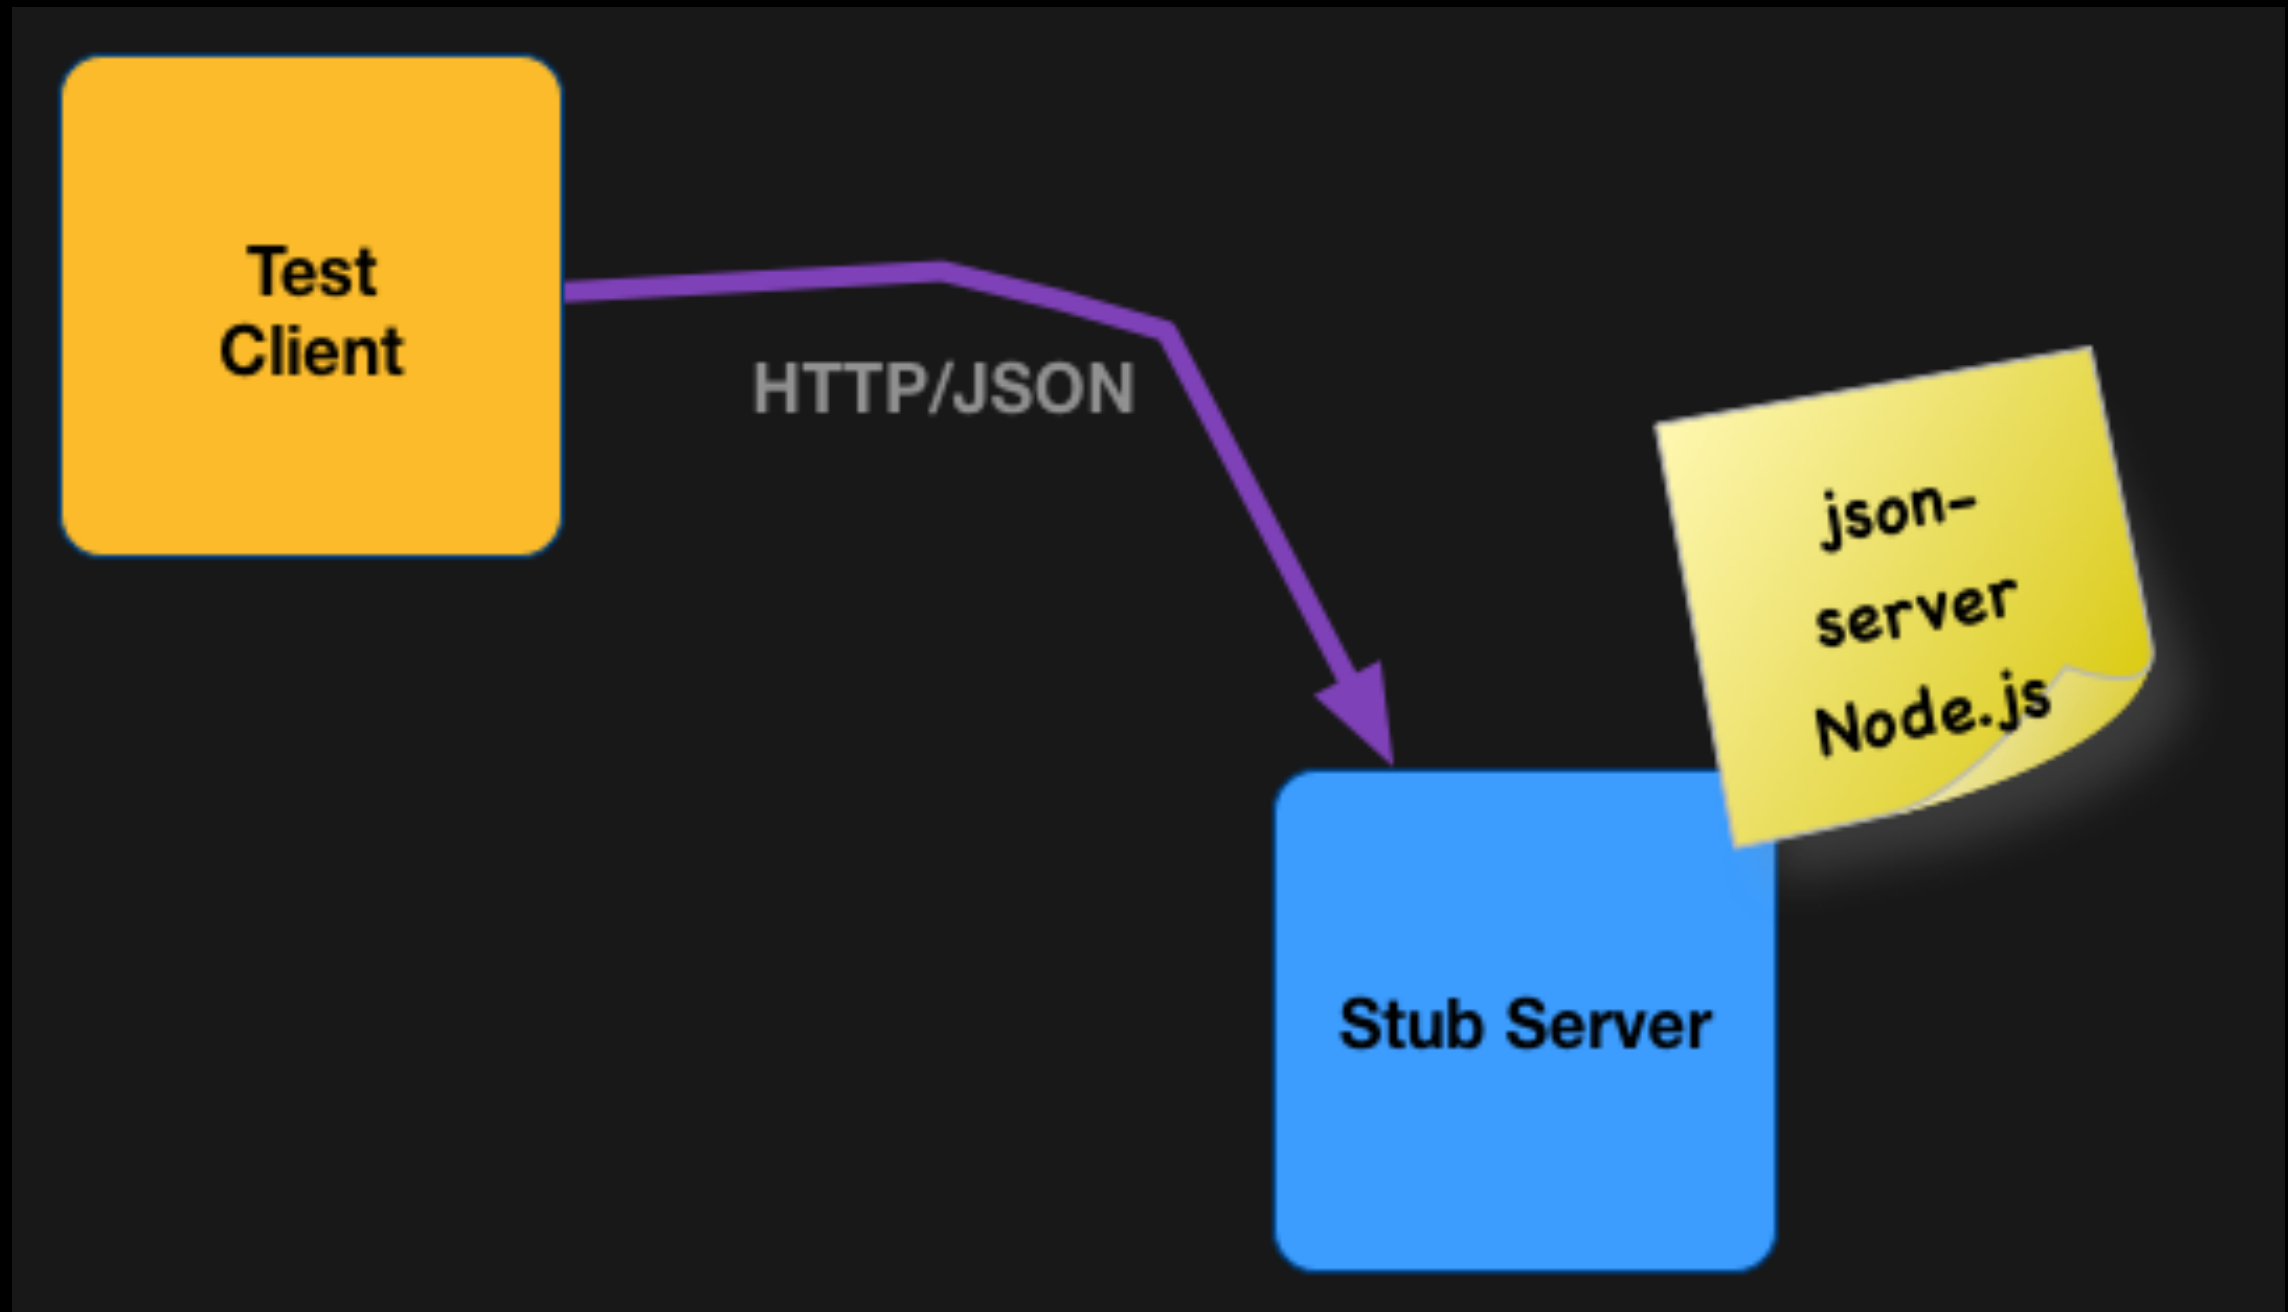 Test
Client
HTTP/JSON
json-
server
Node.js
Stub Server